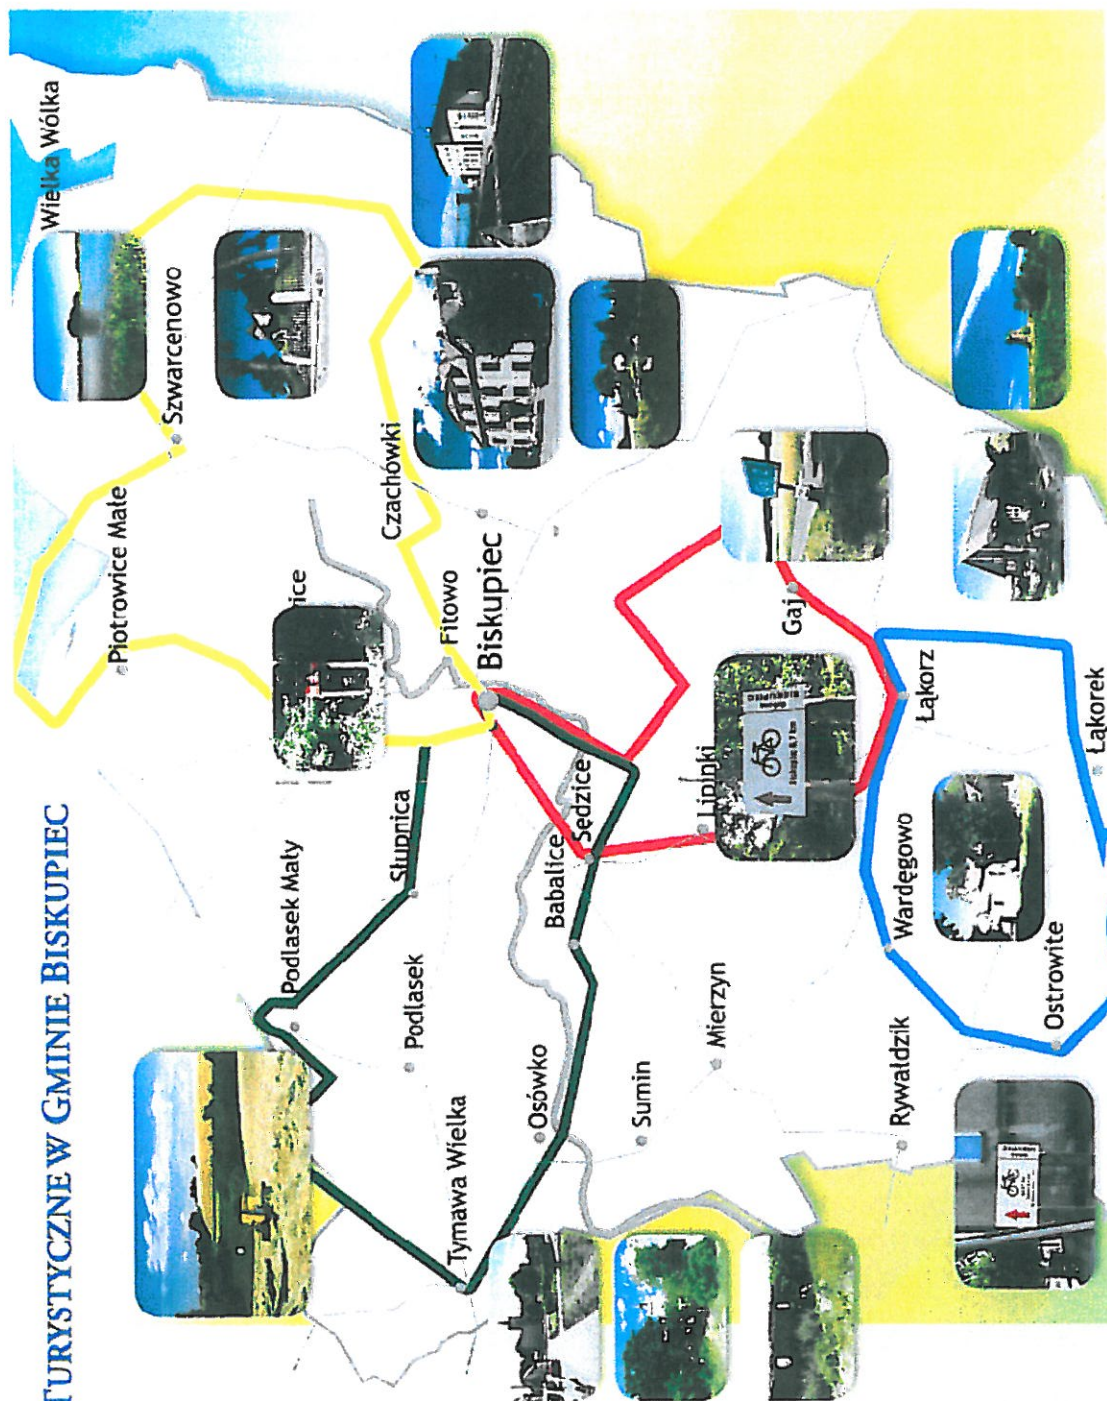 TURYSTYCZNE W GMINIE BISKUPIEC
Wielka Wólka
Szwarcenowo
Piotrowice Małe
Czachówki
Fitowo
Biskupiec
Słupnica
Podlasek Mały
Podlasek
Tymawa Wielka
Osówko
Babalice
Sędzice
Sumin
Mierzyn
Lipinki
Gaj
Łąkorz
Łąkorek
Wardęgowo
Ostrowite
Rywałdzik
BISKUPIEC